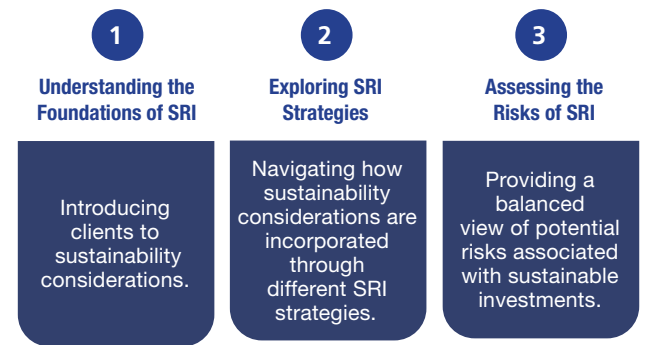 1
Understanding the
Foundations of SRI
Introducing
clients to
sustainability
considerations.
2
Exploring SRI
Strategies
Navigating how
sustainability
considerations are
incorporated
through
different SRI
strategies.
3
Assessing the
Risks of SRI
Providing a
balanced
view of potential
risks associated
with sustainable
investments.